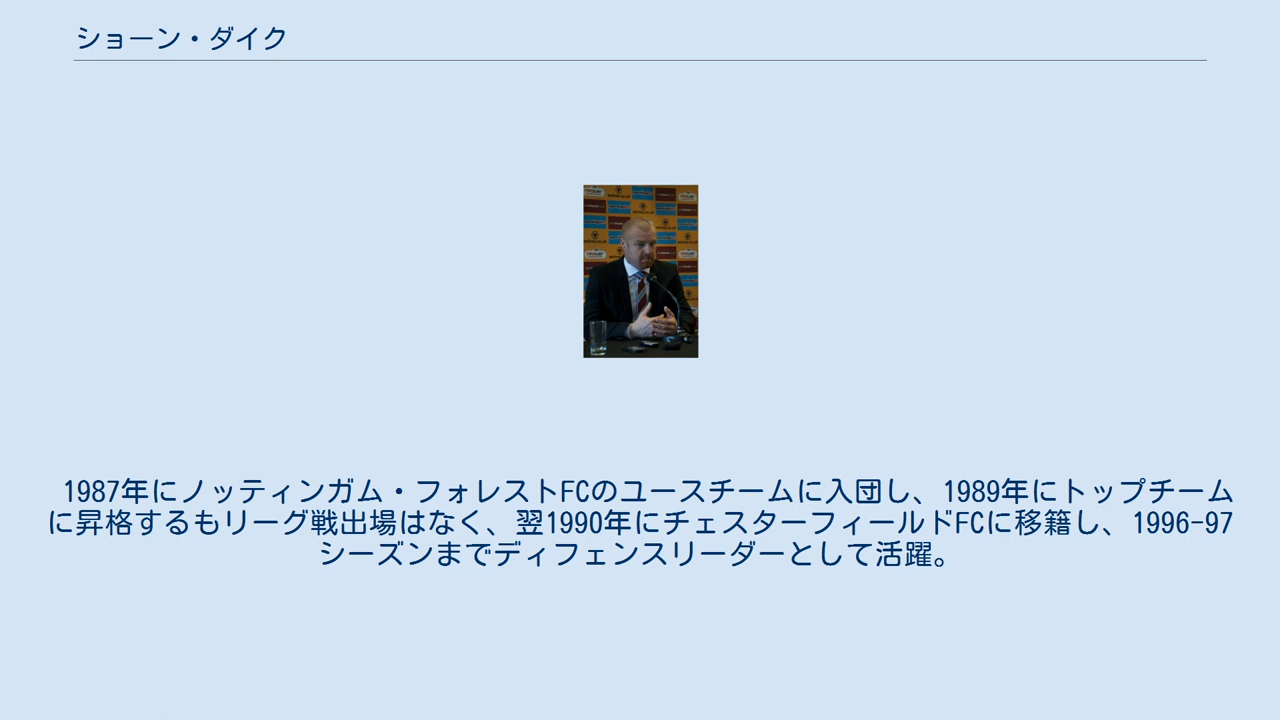 ショーン・ダイク
1987年にノッティンガム・フォレストFCのユースチームに入団し、1989年にトップチーム
に昇格するもリーグ戦出場はなく、翌1990年にチェスターフィールドFCに移籍し、1996-97
シーズンまでディフェンスリーダーとして活躍。